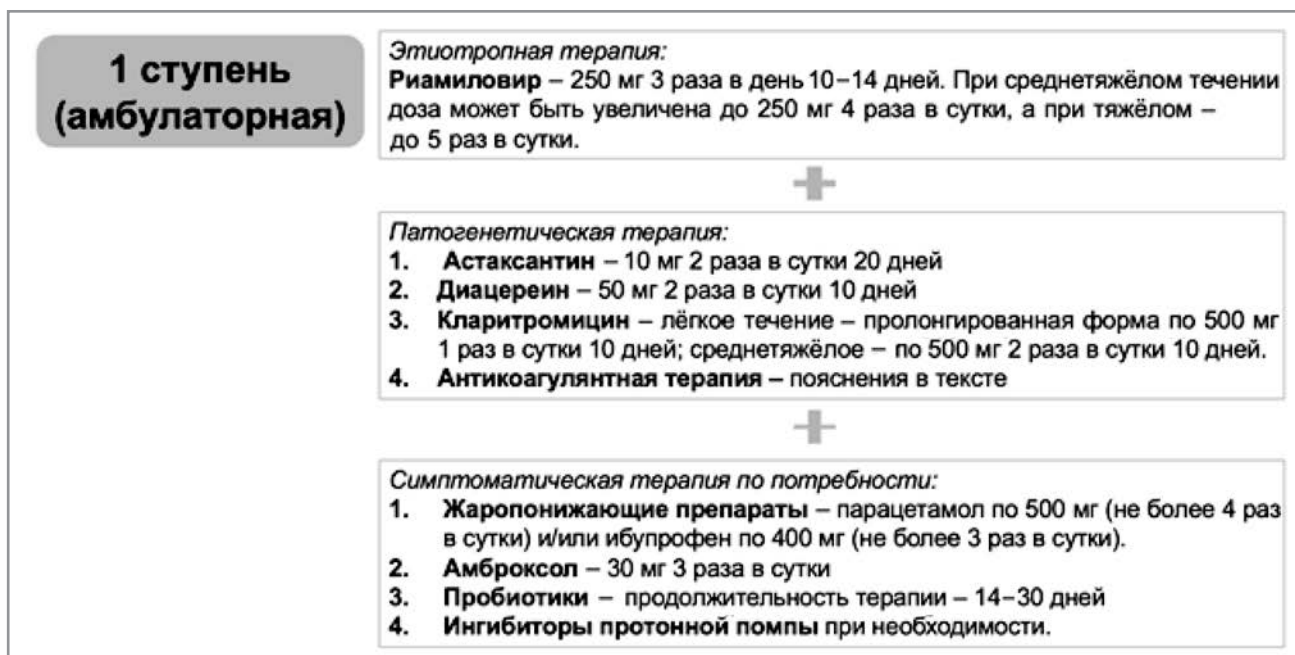 1 ступень
(амбулаторная)
Этиотропная терапия:
Риамиловир – 250 мг 3 раза в день 10–14 дней. При среднетяжёлом течении
доза может быть увеличена до 250 мг 4 раза в сутки, а при тяжёлом –
до 5 раз в сутки.
Патогенетическая терапия:
1. Астаксантин – 10 мг 2 раза в сутки 20 дней
2. Диацереин – 50 мг 2 раза в сутки 10 дней
3. Кларитромицин – лёгкое течение – пролонгированная форма по 500 мг
1 раз в сутки 10 дней; среднетяжёлое – по 500 мг 2 раза в сутки 10 дней.
4. Антикоагулянтная терапия – пояснения в тексте
Симптоматическая терапия по потребности:
1. Жаропонижающие препараты – парацетамол по 500 мг (не более 4 раз
в сутки) и/или ибупрофен по 400 мг (не более 3 раз в сутки).
2. Амброксол – 30 мг 3 раза в сутки
3. Пробиотики – продолжительность терапии – 14–30 дней
4. Ингибиторы протонной помпы при необходимости.